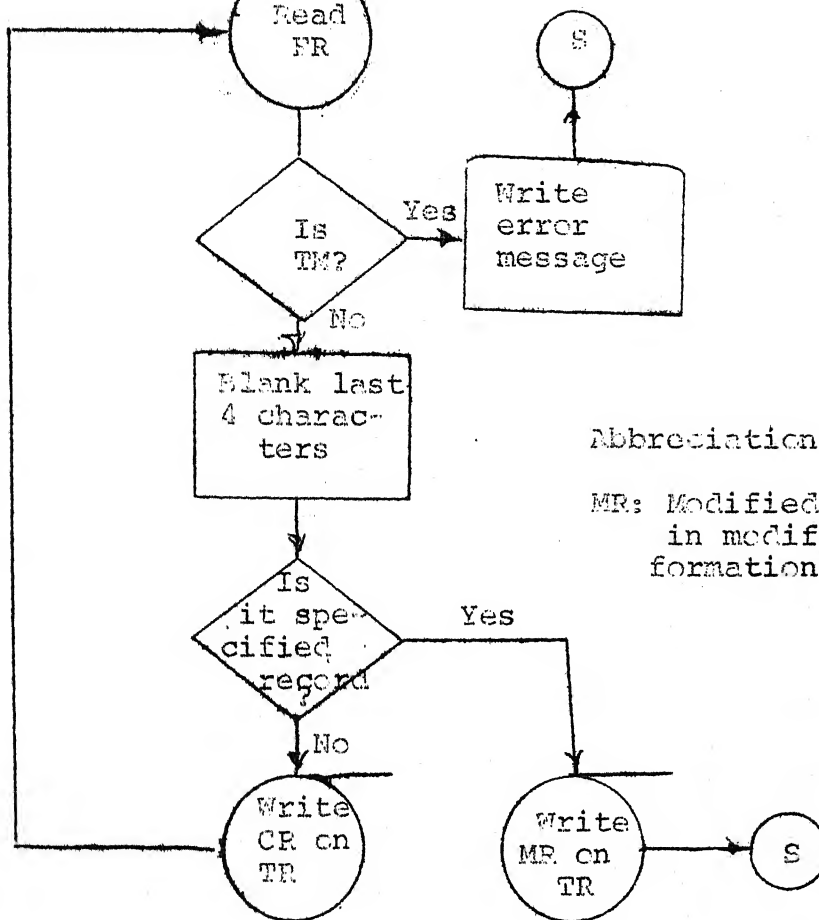 Read
FR
S
Write
error
message
Yes
Is
TM?
No
Blank last
4 charac-
ters
Abbreciation
MR: Modified
in modif
formation
Is
it spe-
cified
record
?
Yes
No
Write
CR on
TR
Write
MR on
TR
S